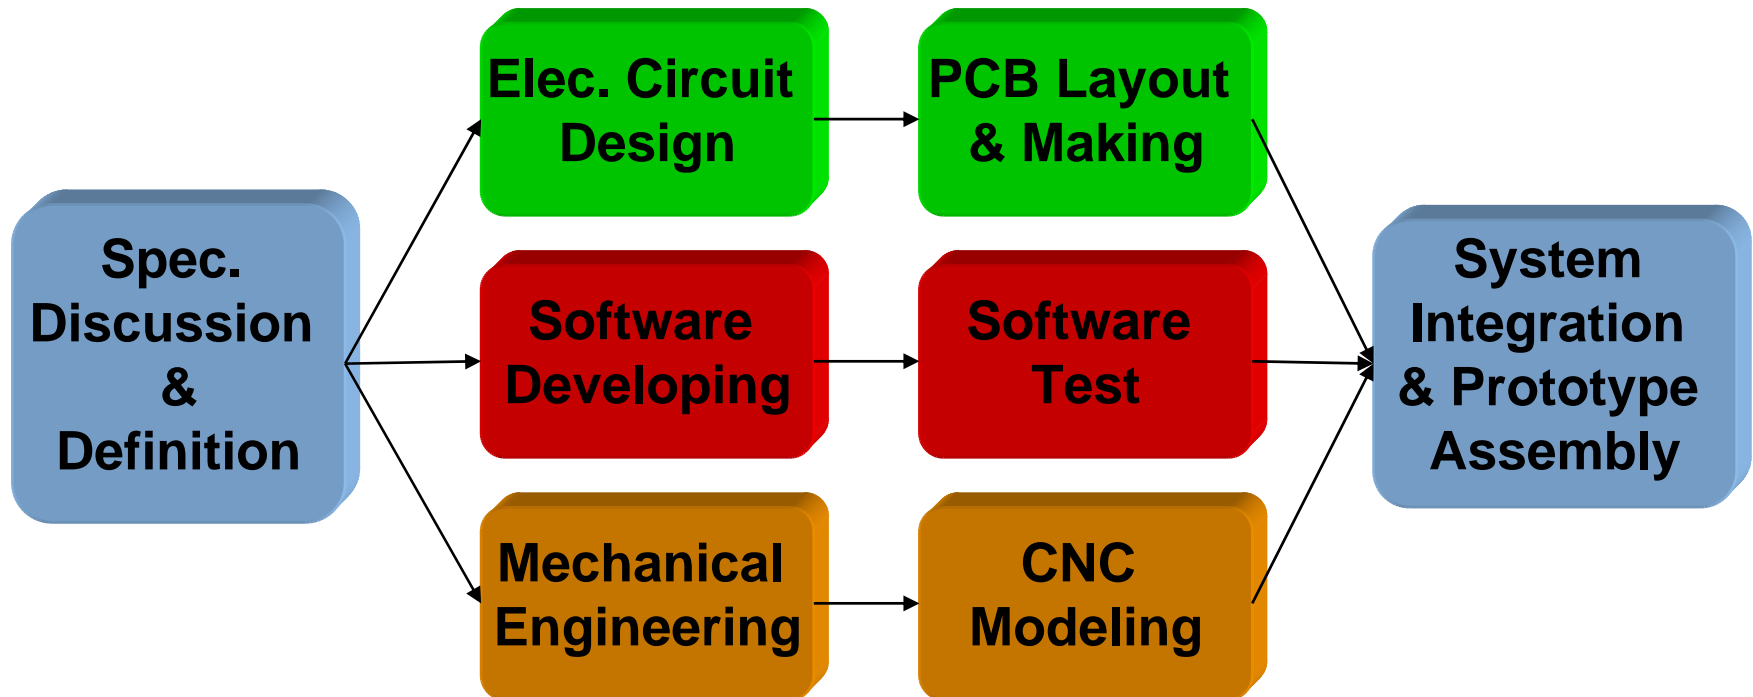 Spec.
Discussion
&
Definition
Elec. Circuit
Design
PCB Layout
& Making
Software
Developing
Software
Test
Mechanical
Engineering
CNC
Modeling
System
Integration
& Prototype
Assembly